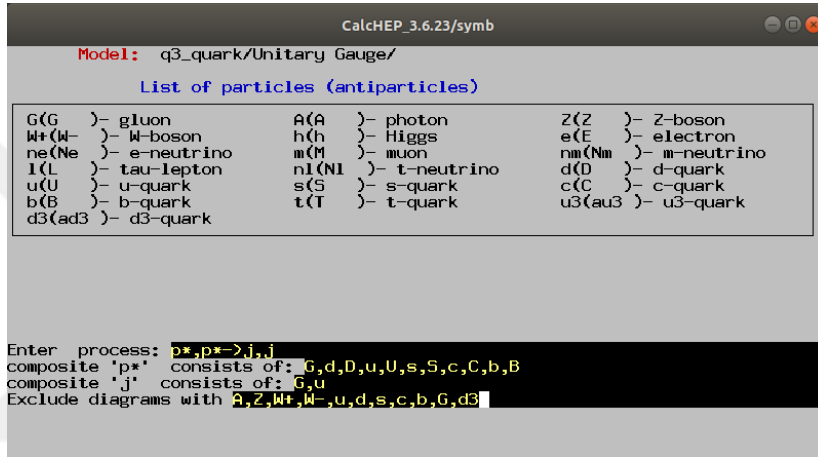 CalcHEP_3.6.23/symb
Model: q3_quark/Unitary Gauge/
List of particles (antiparticles)
G(G )- gluon A(A )- photon Z(Z )- Z-boson
W+(W- )- W-boson h(h )- Higgs e(E )- electron
ne(Ne )- e-neutrino m(M )- muon nm(Nm )- m-neutrino
l(L )- tau-lepton nl(Nl )- t-neutrino d(D )- d-quark
u(U )- u-quark s(S )- s-quark c(C )- c-quark
b(B )- b-quark t(T )- t-quark u3(au3 )- u3-quark
d3(ad3 )- d3-quark
Enter process: p*,p*->j,j
composite 'p*' consists of: G,d,D,u,U,s,S,c,C,b,B
composite 'j' consists of: G,u
Exclude diagrams with A,Z,W+,W-,u,d,s,c,b,G,d3